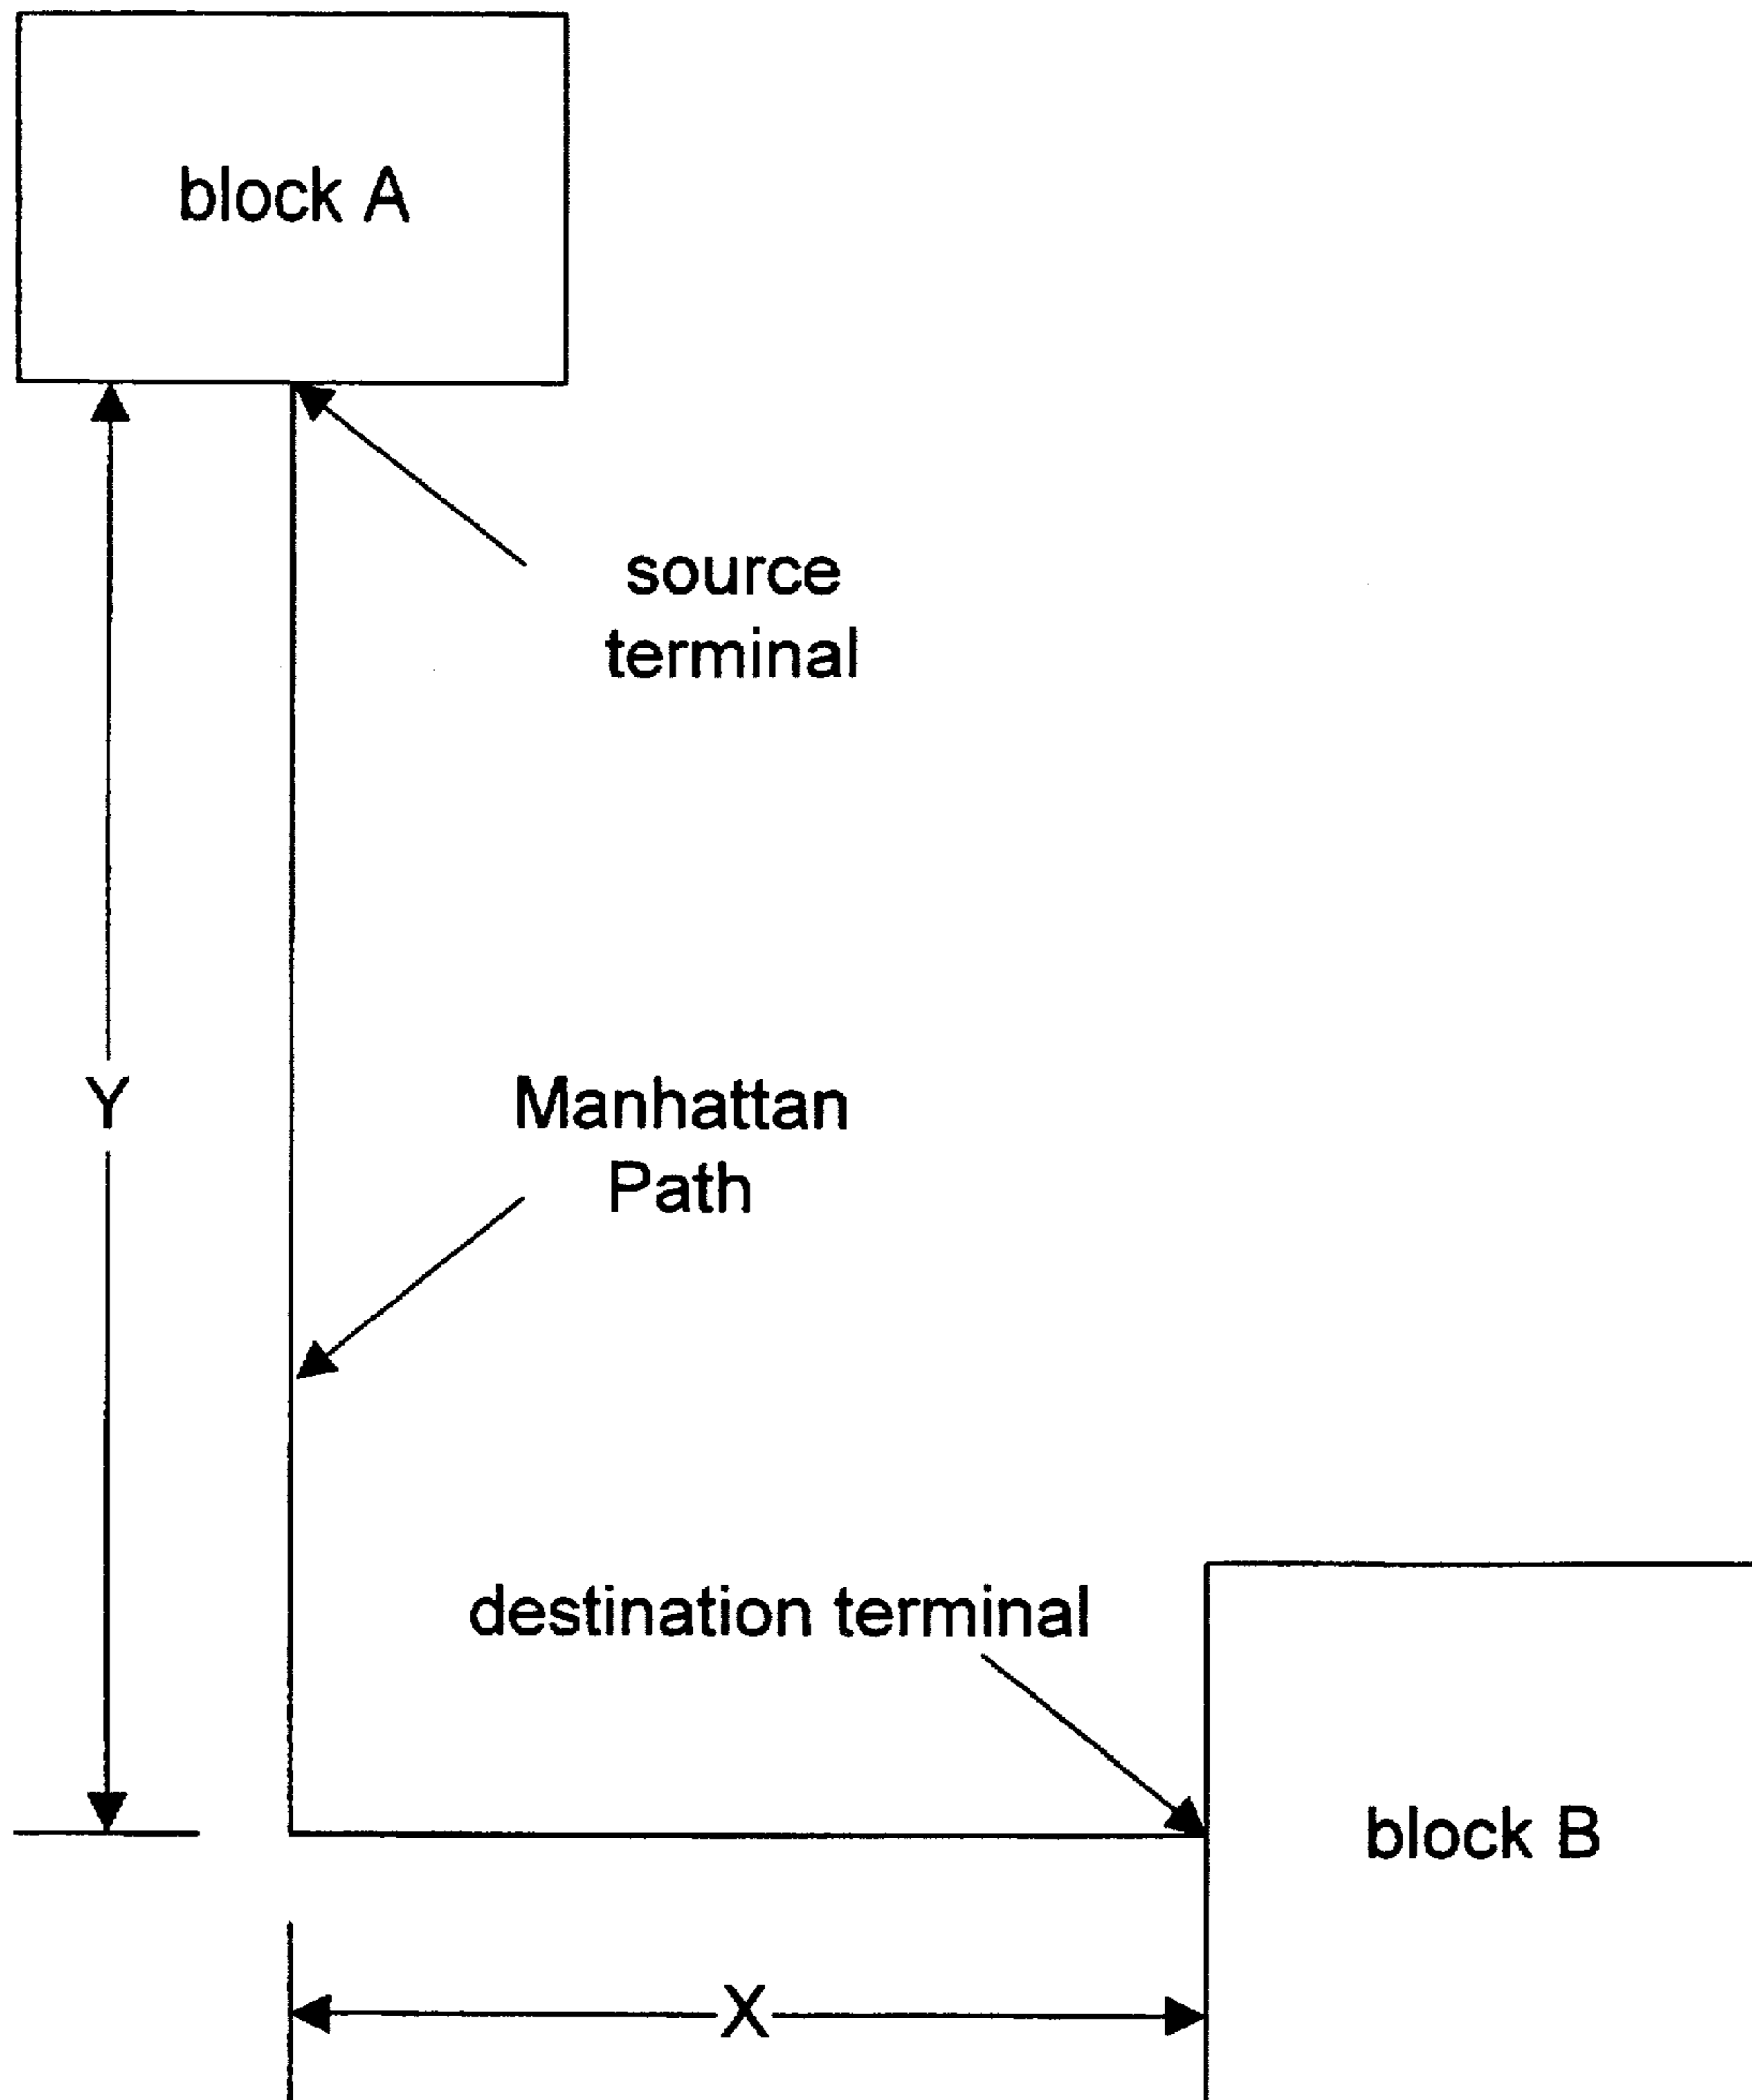 block A
source
terminal
Y
Manhattan
Path
destination terminal
block B
X